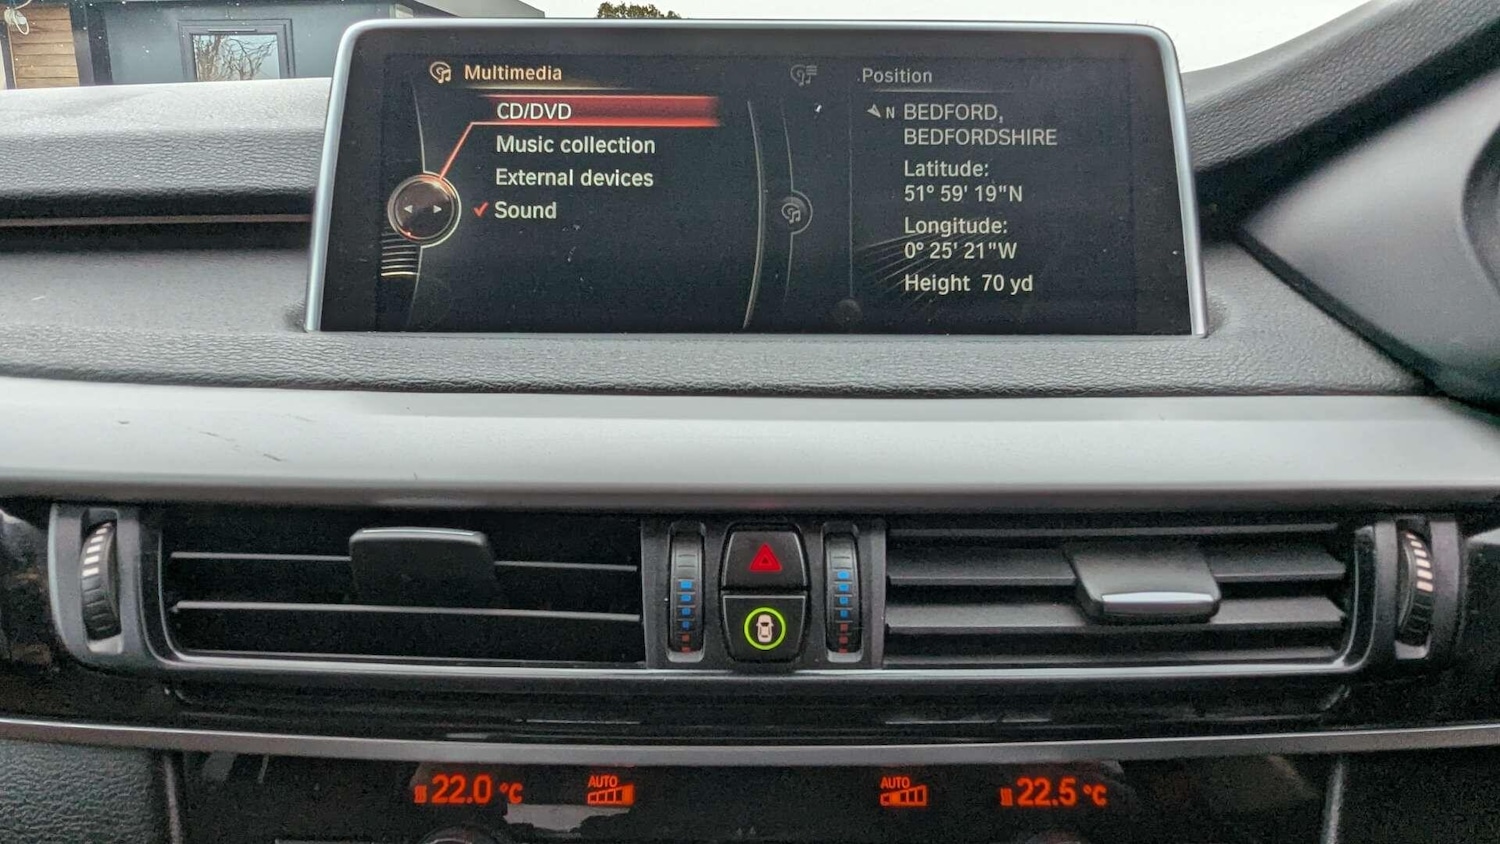 Multimedia
CD/DVD
Music collection
External devices
Sound
Position
N BEDFORD,
BEDFORDSHIRE
Latitude:
51° 59' 19"N
Longitude:
0° 25' 21"W
Height 70 yd
22.0 °C
AUTO
AUTO
22.5 °C